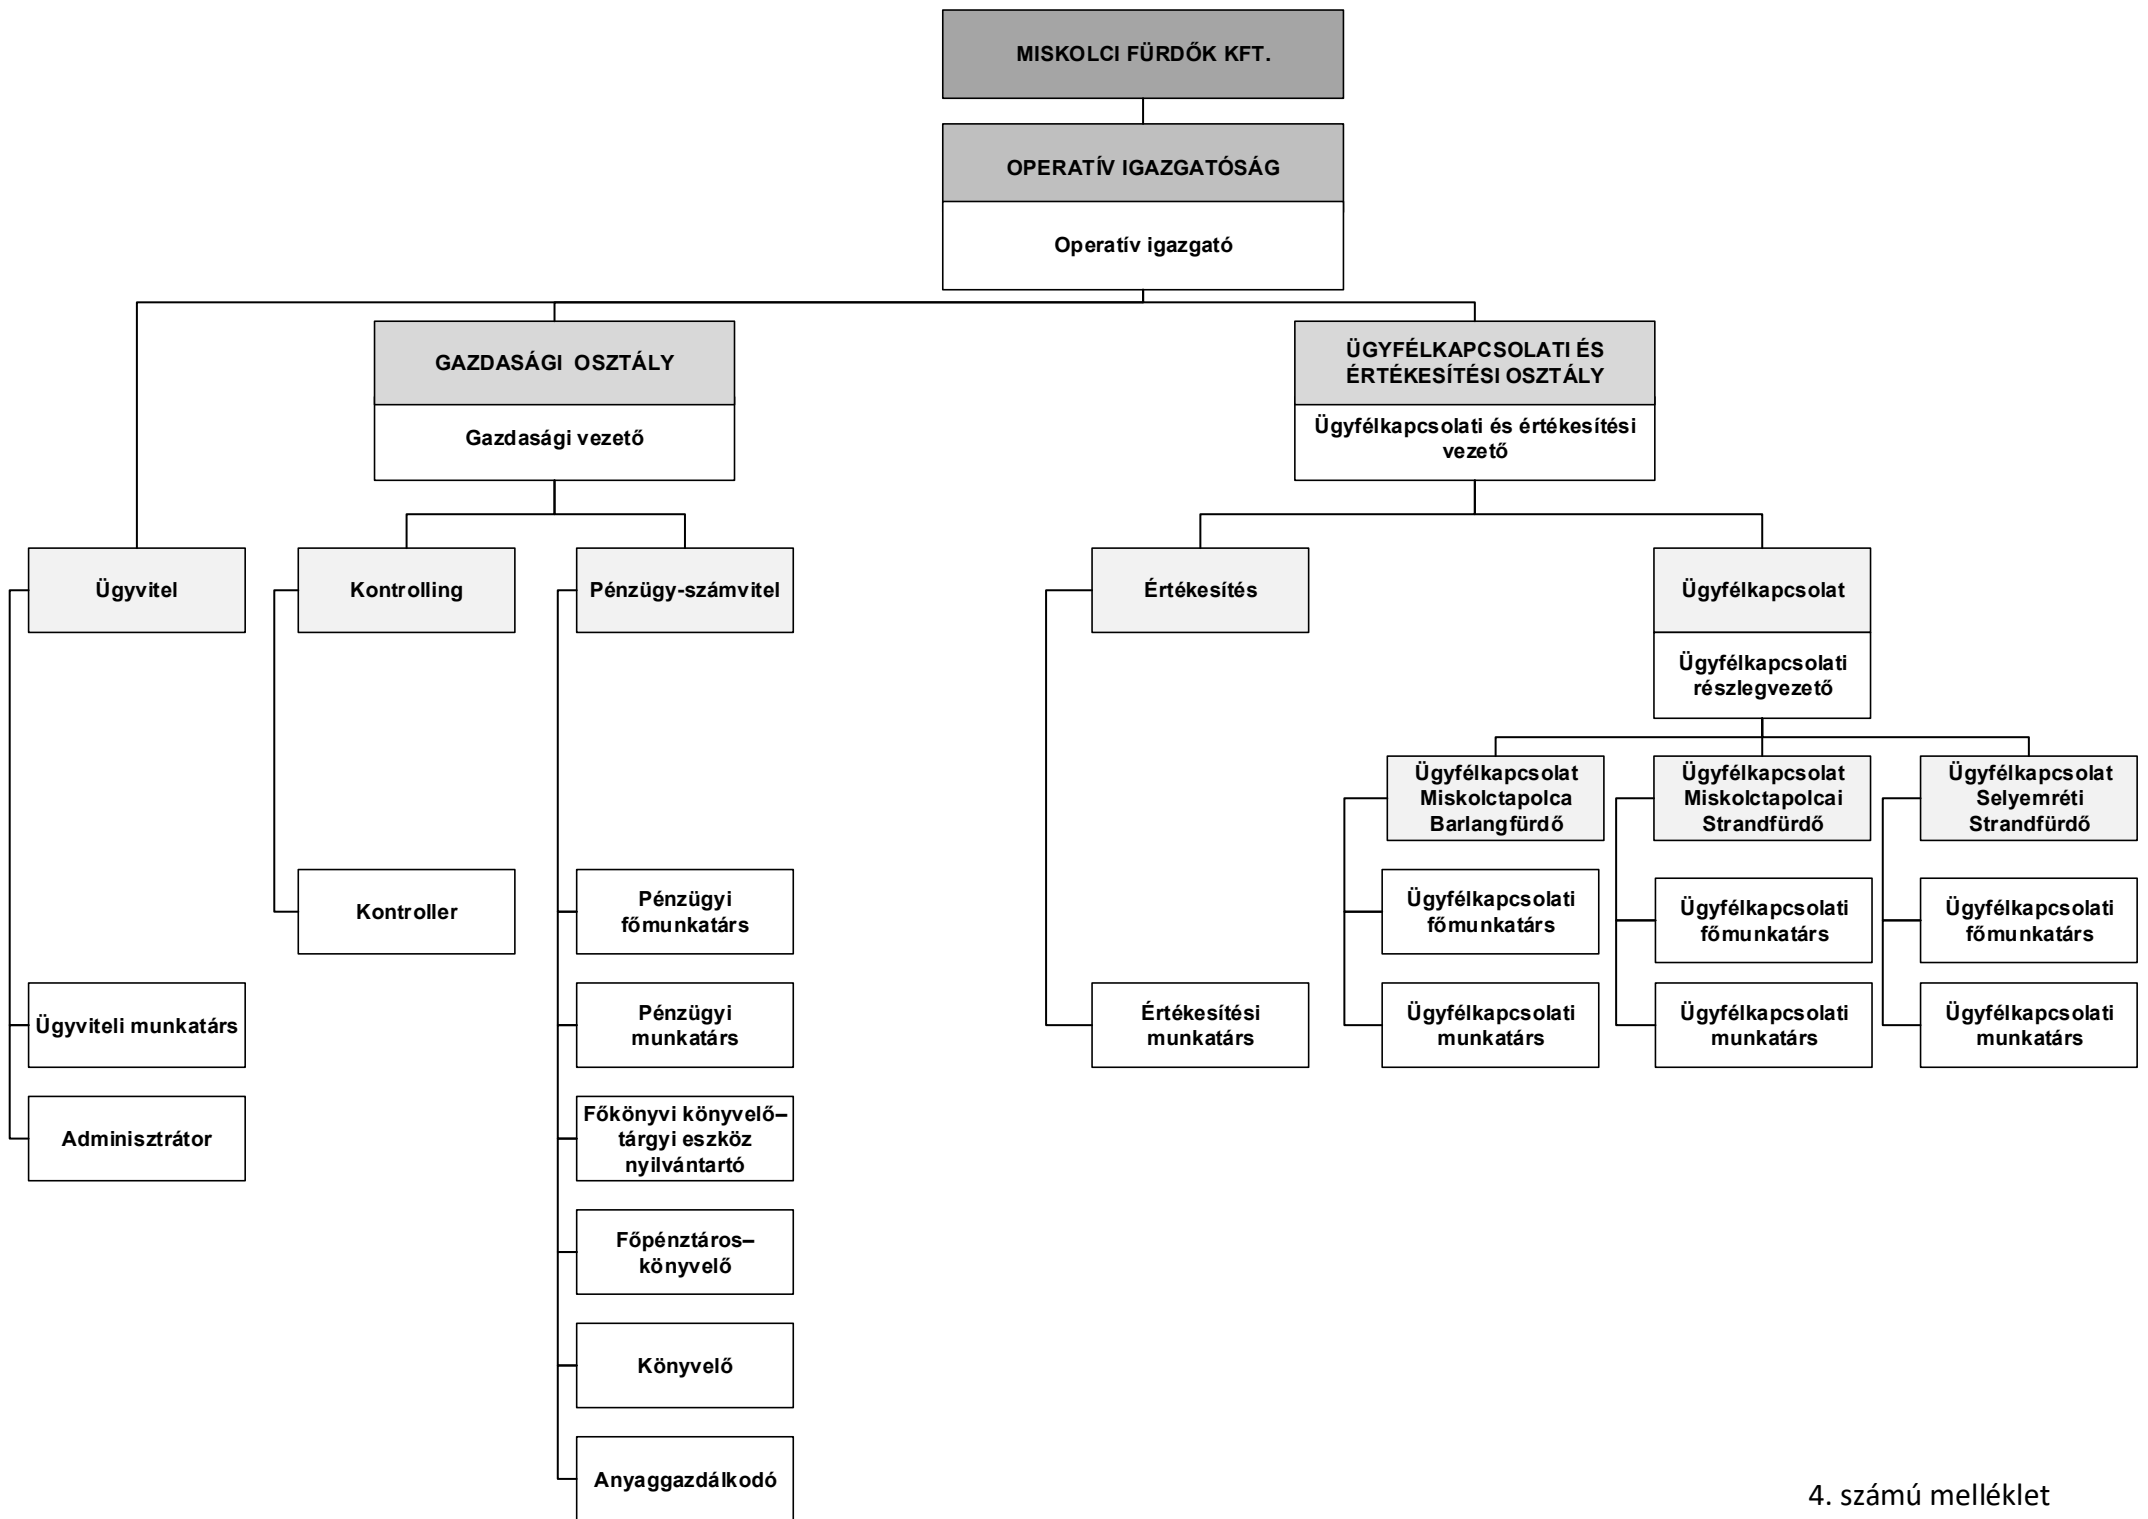 MISKOLCI FÜRDŐK KFT.
OPERATÍV IGAZGATÓSÁG
Operatív igazgató
GAZDASÁGI OSZTÁLY
Gazdasági vezető
ÜGYFÉLKAPCSOLATI ÉS
ÉRTÉKESÍTÉSI OSZTÁLY
Ügyfélkapcsolati és értékesítési
vezető
Ügyvitel
Kontrolling
Pénzügy-számvitel
Értékesítés
Ügyfélkapcsolat
Ügyfélkapcsolati
részlegvezető
Ügyfélkapcsolat
Miskolctapolca
Barlangfürdő
Ügyfélkapcsolat
Miskolctapolcai
Strandfürdő
Ügyfélkapcsolat
Selyemréti
Strandfürdő
Kontroller
Pénzügyi
főmunkatárs
Ügyfélkapcsolati
főmunkatárs
Ügyfélkapcsolati
főmunkatárs
Ügyfélkapcsolati
főmunkatárs
Ügyviteli munkatárs
Pénzügyi
munkatárs
Értékesítési
munkatárs
Ügyfélkapcsolati
munkatárs
Ügyfélkapcsolati
munkatárs
Ügyfélkapcsolati
munkatárs
Adminisztrátor
Főkönyvi könyvelő–
tárgyi eszköz
nyilvántartó
Főpénztáros–
könyvelő
Könyvelő
Anyaggazdálkodó
4. számú melléklet